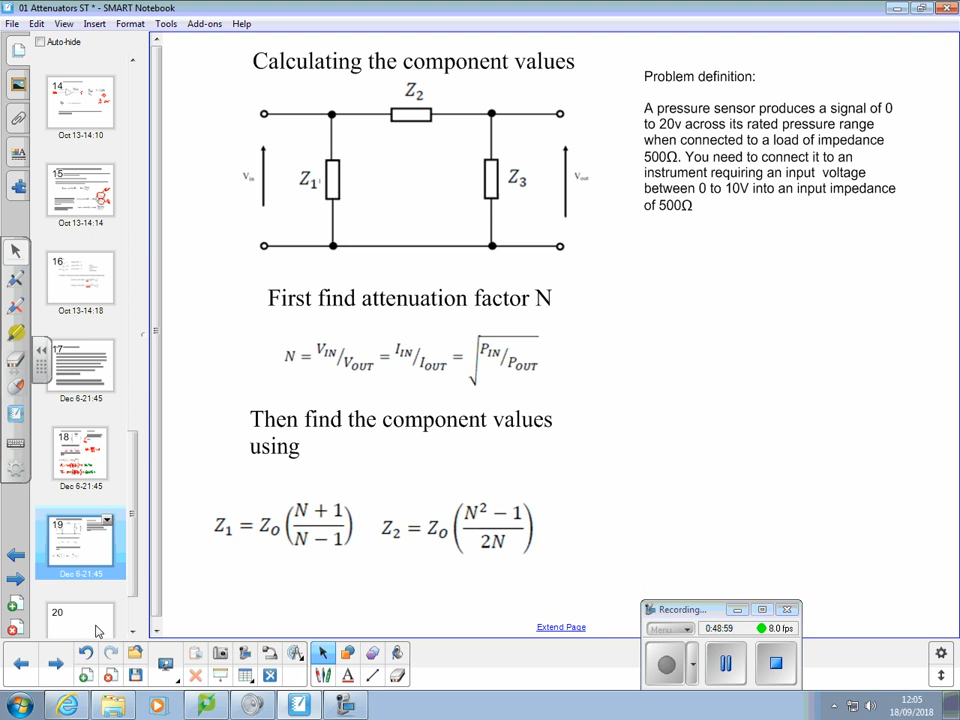 01 Attenuators ST * - SMART Notebook
File Edit View Insert Format Tools Add-ons Help
Auto-hide
14
Oct 13-14:10
15
Oct 13-14:14
16
Oct 13-14:18
17
Dec 6-21:45
18
Dec 6-21:45
19
Dec 6-21:45
20
Calculating the component values
Z2
Vin
Z1
Z3
Vout
First find attenuation factor N
N = VIN/VOUT = IIN/IOUT = √PIN/POUT
Then find the component values
using
Z1 = ZO (N + 1 / N − 1) Z2 = ZO (N² − 1 / 2N)
Problem definition:
A pressure sensor produces a signal of 0
to 20v across its rated pressure range
when connected to a load of impedance
500Ω. You need to connect it to an
instrument requiring an input voltage
between 0 to 10V into an input impedance
of 500Ω
Extend Page
Recording...
Menu
0:48:59
8.0 fps
12:05
18/09/2018